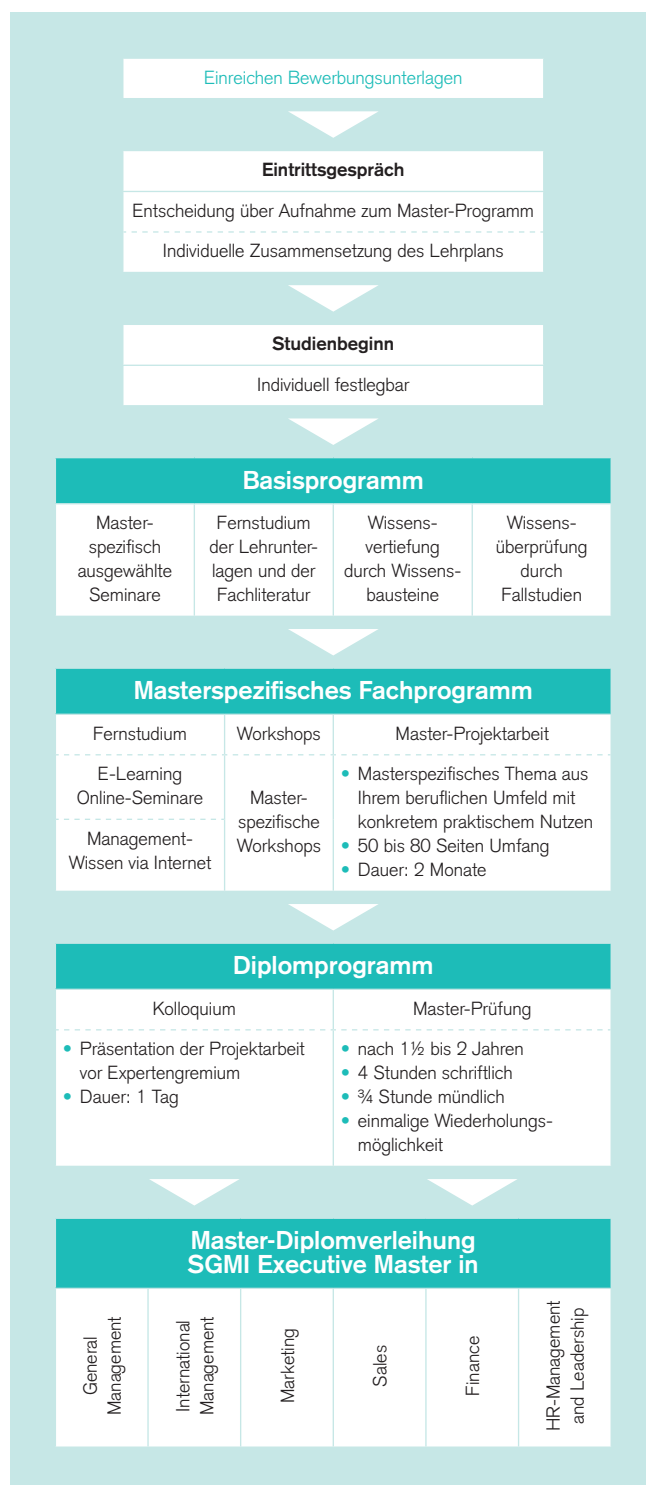 Einreichen Bewerbungsunterlagen
Eintrittsgespräch
Entscheidung über Aufnahme zum Master-Programm
Individuelle Zusammensetzung des Lehrplans
Studienbeginn
Individuell festlegbar
Basisprogramm
Master-
spezifisch
ausgewählte
Seminare
Fernstudium
der Lehrunter-
lagen und der
Fachliteratur
Wissens-
vertiefung
durch Wissens-
bausteine
Wissens-
überprüfung
durch
Fallstudien
Masterspezifisches Fachprogramm
Fernstudium
E-Learning
Online-Seminare
Management-
Wissen via Internet
Workshops
Master-
spezifische
Workshops
Master-Projektarbeit
• Masterspezifisches Thema aus
Ihrem beruflichen Umfeld mit
konkretem praktischem Nutzen
• 50 bis 80 Seiten Umfang
• Dauer: 2 Monate
Diplomprogramm
Kolloquium
• Präsentation der Projektarbeit
vor Expertengremium
• Dauer: 1 Tag
Master-Prüfung
• nach 1½ bis 2 Jahren
• 4 Stunden schriftlich
• ¾ Stunde mündlich
• einmalige Wiederholungs-
möglichkeit
Master-Diplomverleihung
SGMI Executive Master in
General
Management
International
Management
Marketing
Sales
Finance
HR-Management
and Leadership